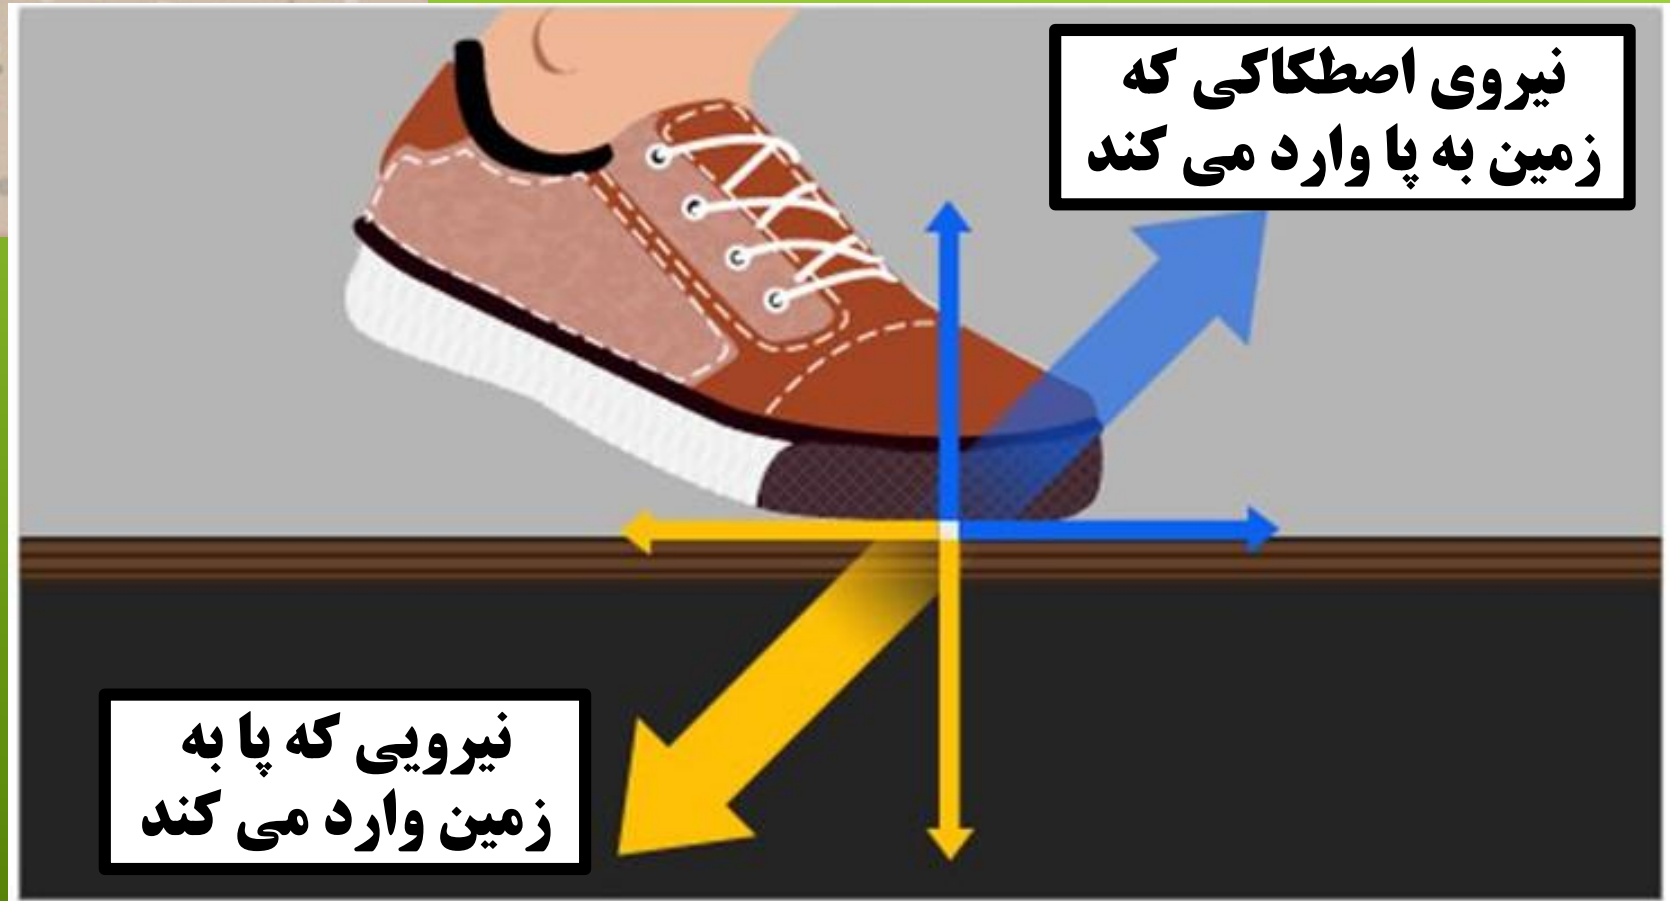 نیروی اصطکاکی که
زمین به پا وارد می کند
نیرویی که پا به
زمین وارد می کند